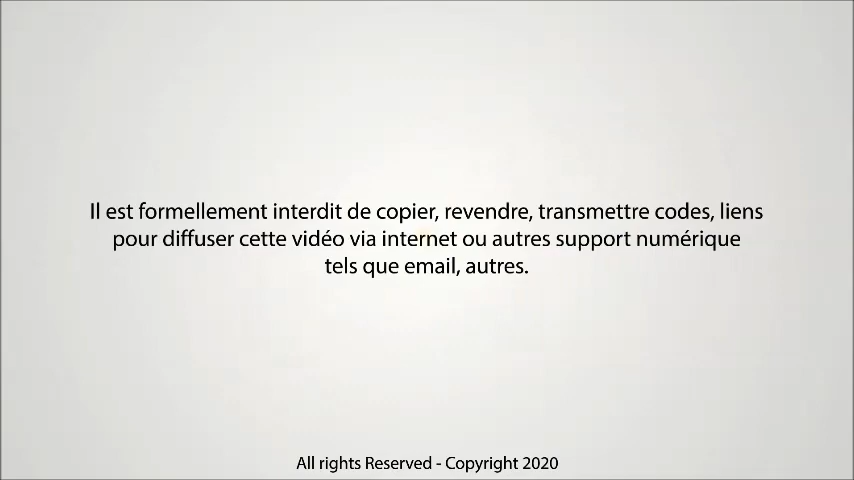 Il est formellement interdit de copier, revendre, transmettre codes, liens
pour diffuser cette vidéo via internet ou autres support numérique
tels que email, autres.
All rights Reserved - Copyright 2020